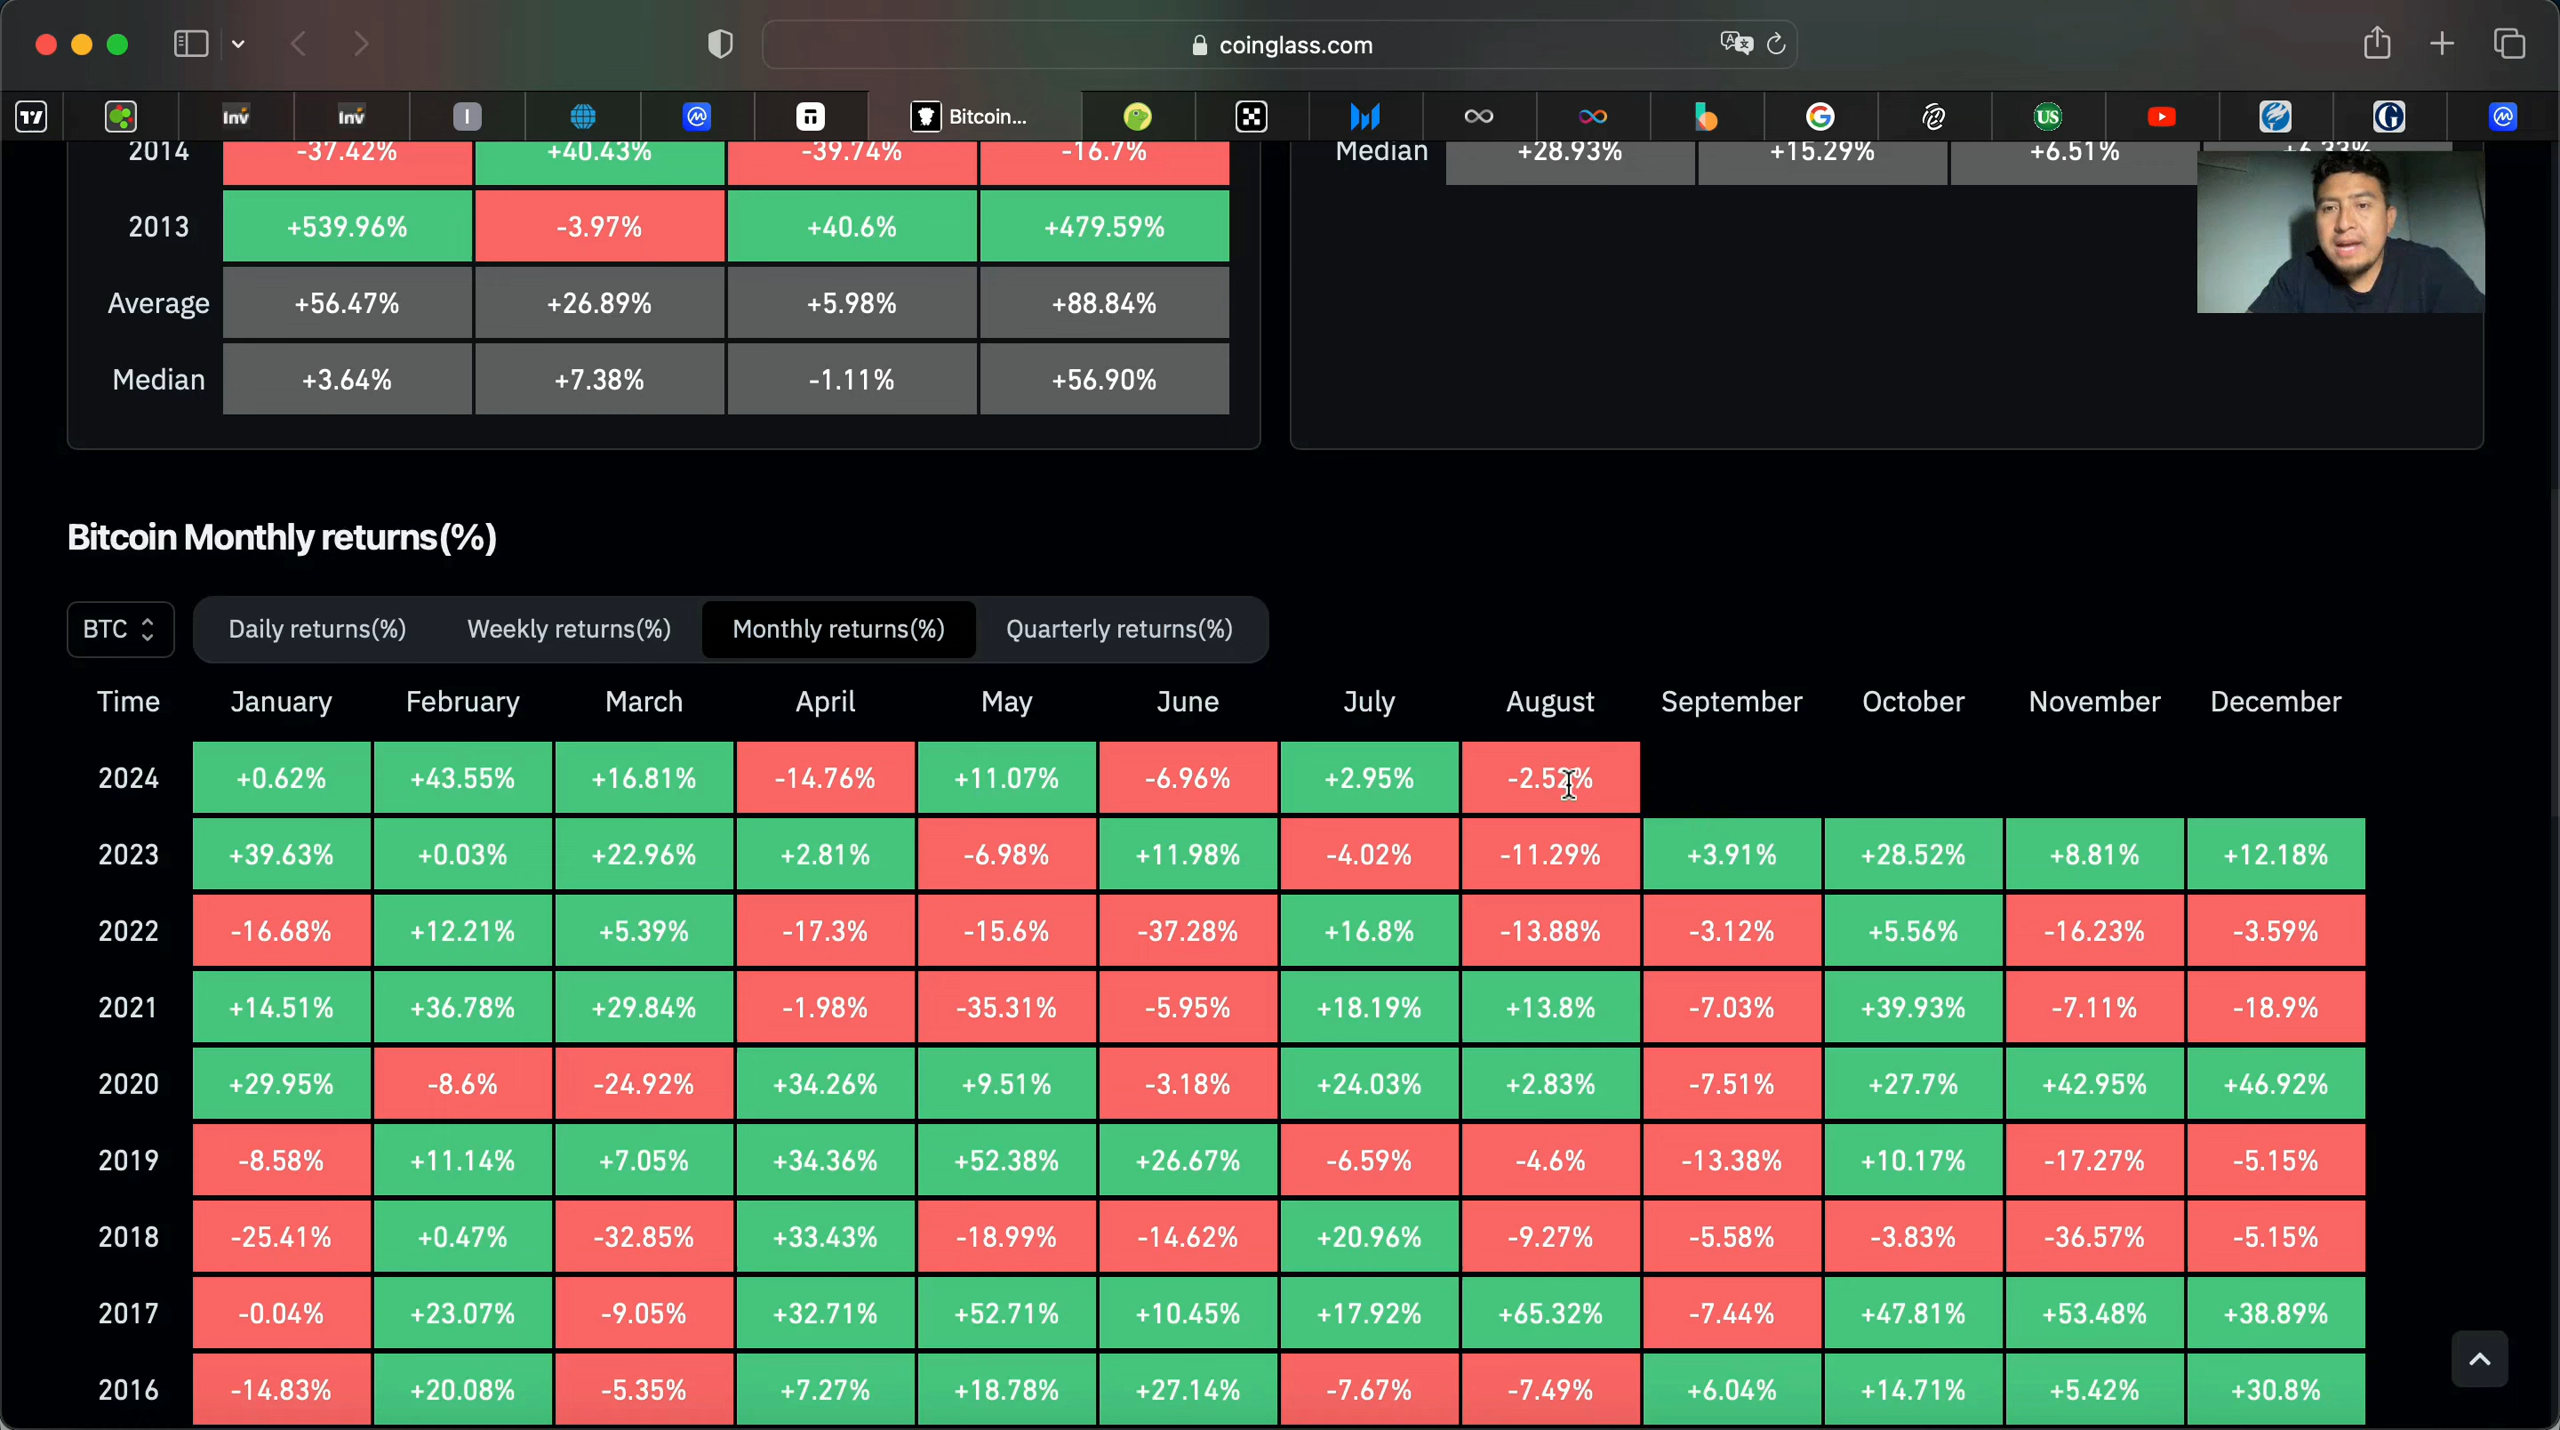 coinglass.com
Inv Inv I Bitcoin... US
2014 -37.42% +40.43% -39.74% -16.7%
2013 +539.96% -3.97% +40.6% +479.59%
Average +56.47% +26.89% +5.98% +88.84%
Median +3.64% +7.38% -1.11% +56.90%
Median +28.93% +15.29% +6.51% +6.33%
Bitcoin Monthly returns(%)
BTC Daily returns(%) Weekly returns(%) Monthly returns(%) Quarterly returns(%)
Time January February March April May June July August September October November December
2024 +0.62% +43.55% +16.81% -14.76% +11.07% -6.96% +2.95% -2.52%
2023 +39.63% +0.03% +22.96% +2.81% -6.98% +11.98% -4.02% -11.29% +3.91% +28.52% +8.81% +12.18%
2022 -16.68% +12.21% +5.39% -17.3% -15.6% -37.28% +16.8% -13.88% -3.12% +5.56% -16.23% -3.59%
2021 +14.51% +36.78% +29.84% -1.98% -35.31% -5.95% +18.19% +13.8% -7.03% +39.93% -7.11% -18.9%
2020 +29.95% -8.6% -24.92% +34.26% +9.51% -3.18% +24.03% +2.83% -7.51% +27.7% +42.95% +46.92%
2019 -8.58% +11.14% +7.05% +34.36% +52.38% +26.67% -6.59% -4.6% -13.38% +10.17% -17.27% -5.15%
2018 -25.41% +0.47% -32.85% +33.43% -18.99% -14.62% +20.96% -9.27% -5.58% -3.83% -36.57% -5.15%
2017 -0.04% +23.07% -9.05% +32.71% +52.71% +10.45% +17.92% +65.32% -7.44% +47.81% +53.48% +38.89%
2016 -14.83% +20.08% -5.35% +7.27% +18.78% +27.14% -7.67% -7.49% +6.04% +14.71% +5.42% +30.8%